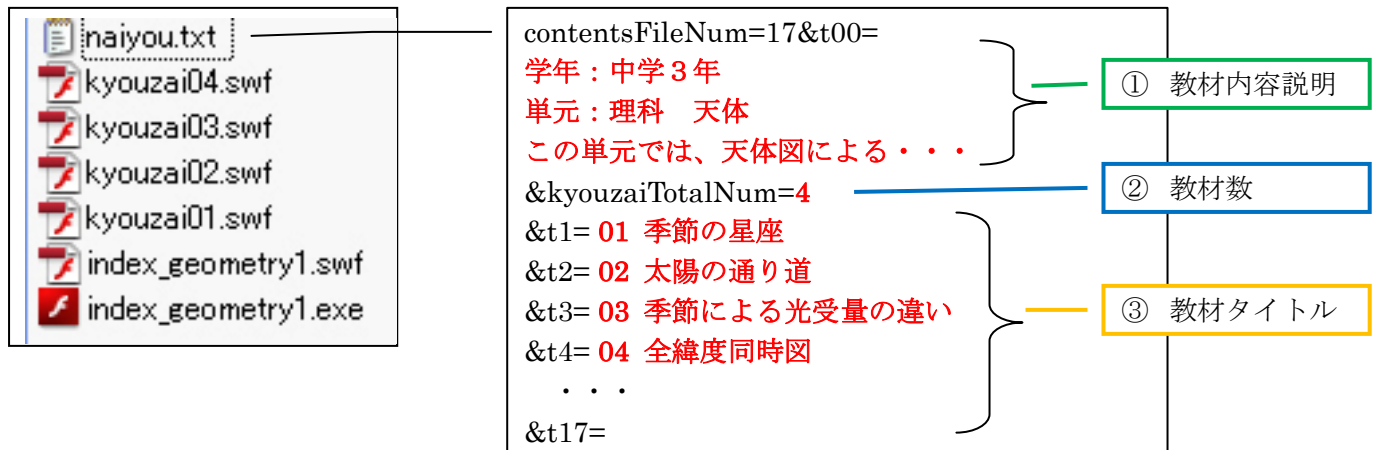 naiyou.txt
kyouzai04.swf
kyouzai03.swf
kyouzai02.swf
kyouzai01.swf
index_geometry1.swf
index_geometry1.exe
contentsFileNum=17&t00=
学年：中学３年
単元：理科　天体
この単元では、天体図による・・・
&kyouzaiTotalNum=4
&t1= 01 季節の星座
&t2= 02 太陽の通り道
&t3= 03 季節による光受量の違い
&t4= 04 全緯度同時図
・・・
&t17=
① 教材内容説明
② 教材数
③ 教材タイトル